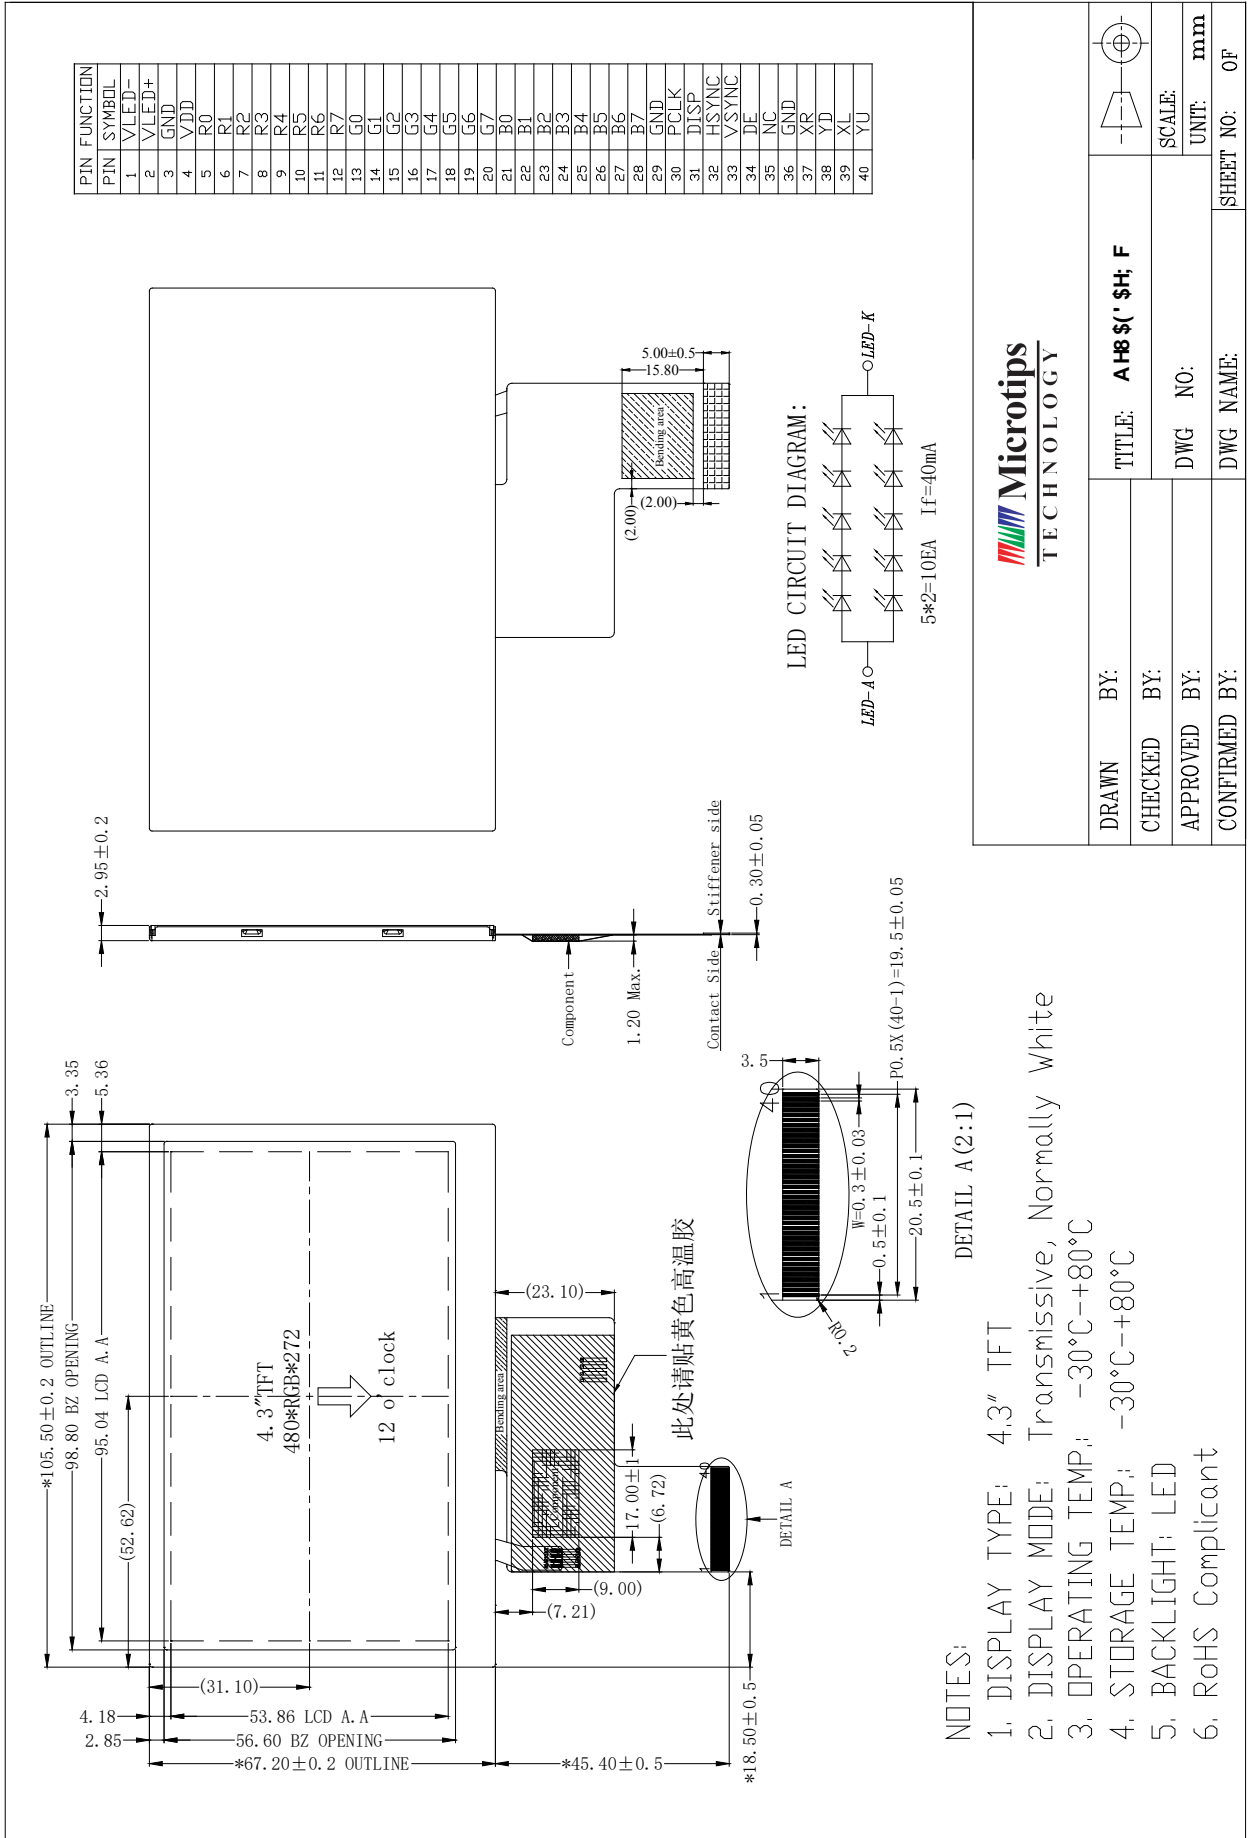 *105.50±0.2 OUTLINE
98.80 BZ OPENING
95.04 LCD A.A
(52.62)
3.35
5.36
4.3"TFT
480*RGB*272
12 o'clock
(31.10)
4.18
53.86 LCD A.A
2.85
56.60 BZ OPENING
*67.20±0.2 OUTLINE
*45.40±0.5
*18.50±0.5
(23.10)
Bending area
Component
17.00±1
(6.72)
(9.00)
(7.21)
此处请贴黄色高温胶
1
40
DETAIL A
2.95±0.2
Component
1.20 Max.
Contact Side
Stiffener side
0.30±0.05
5.00±0.5
15.80
Bending area
(2.00)
(2.00)
3.5
1
40
W=0.3±0.03
P0.5X(40-1)=19.5±0.05
0.5±0.1
20.5±0.1
R0.2
DETAIL A(2:1)
LED CIRCUIT DIAGRAM:
LED-A
LED-K
5*2=10EA If=40mA
PIN FUNCTION
PIN SYMBOL
1 VLED-
2 VLED+
3 GND
4 VDD
5 R0
6 R1
7 R2
8 R3
9 R4
10 R5
11 R6
12 R7
13 G0
14 G1
15 G2
16 G3
17 G4
18 G5
19 G6
20 G7
21 B0
22 B1
23 B2
24 B3
25 B4
26 B5
27 B6
28 B7
29 GND
30 PCLK
31 DISP
32 HSYNC
33 VSYNC
34 DE
35 NC
36 GND
37 XR
38 YD
39 XL
40 YU
NOTES:
1. DISPLAY TYPE: 4.3" TFT
2. DISPLAY MODE: Transmissive, Normally White
3. OPERATING TEMP.: -30°C-+80°C
4. STORAGE TEMP.: -30°C-+80°C
5. BACKLIGHT: LED
6. RoHS Complicant
Microtips
TECHNOLOGY
DRAWN BY:
CHECKED BY:
APPROVED BY:
CONFIRMED BY:
TITLE: AH8$('$H; F
DWG NO:
DWG NAME:
SCALE:
UNIT: mm
SHEET NO: OF